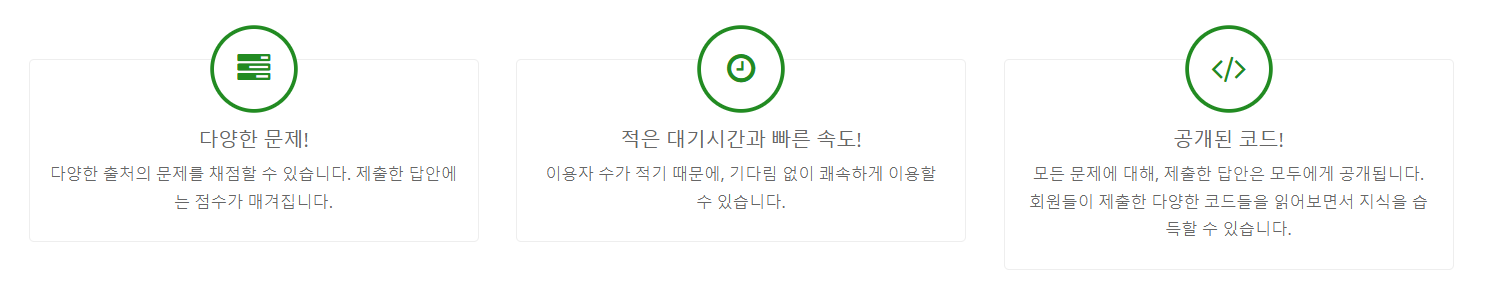 다양한 문제!
다양한 출처의 문제를 채점할 수 있습니다. 제출한 답안에
는 점수가 매겨집니다.
적은 대기시간과 빠른 속도!
이용자 수가 적기 때문에, 기다림 없이 쾌속하게 이용할
수 있습니다.
공개된 코드!
모든 문제에 대해, 제출한 답안은 모두에게 공개됩니다.
회원들이 제출한 다양한 코드들을 읽어보면서 지식을 습
득할 수 있습니다.